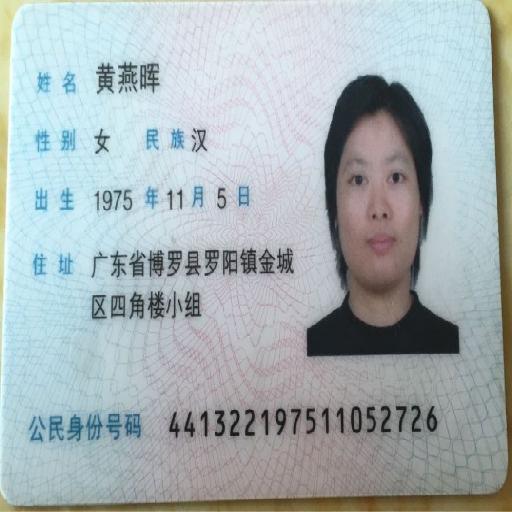 姓名 黄燕晖
性别 女 民族 汉
出生 1975 年 11 月 5 日
住址 广东省博罗县罗阳镇金城
区四角楼小组
公民身份号码 441322197511052726